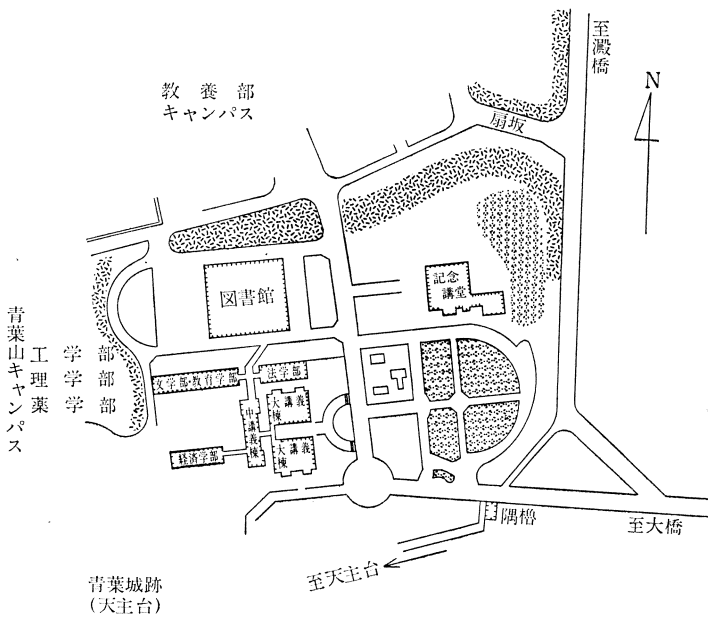 至澱橋
N
教養部
キャンパス
扇坂
図書館
記念
講堂
青葉山キャンパス
工学部
理学部
薬学部
文学部・教育学部
法学部
大講義
棟
中講義棟
大講義
棟
経済学部
隅櫓
至大橋
至天主台
青葉城跡
(天主台)